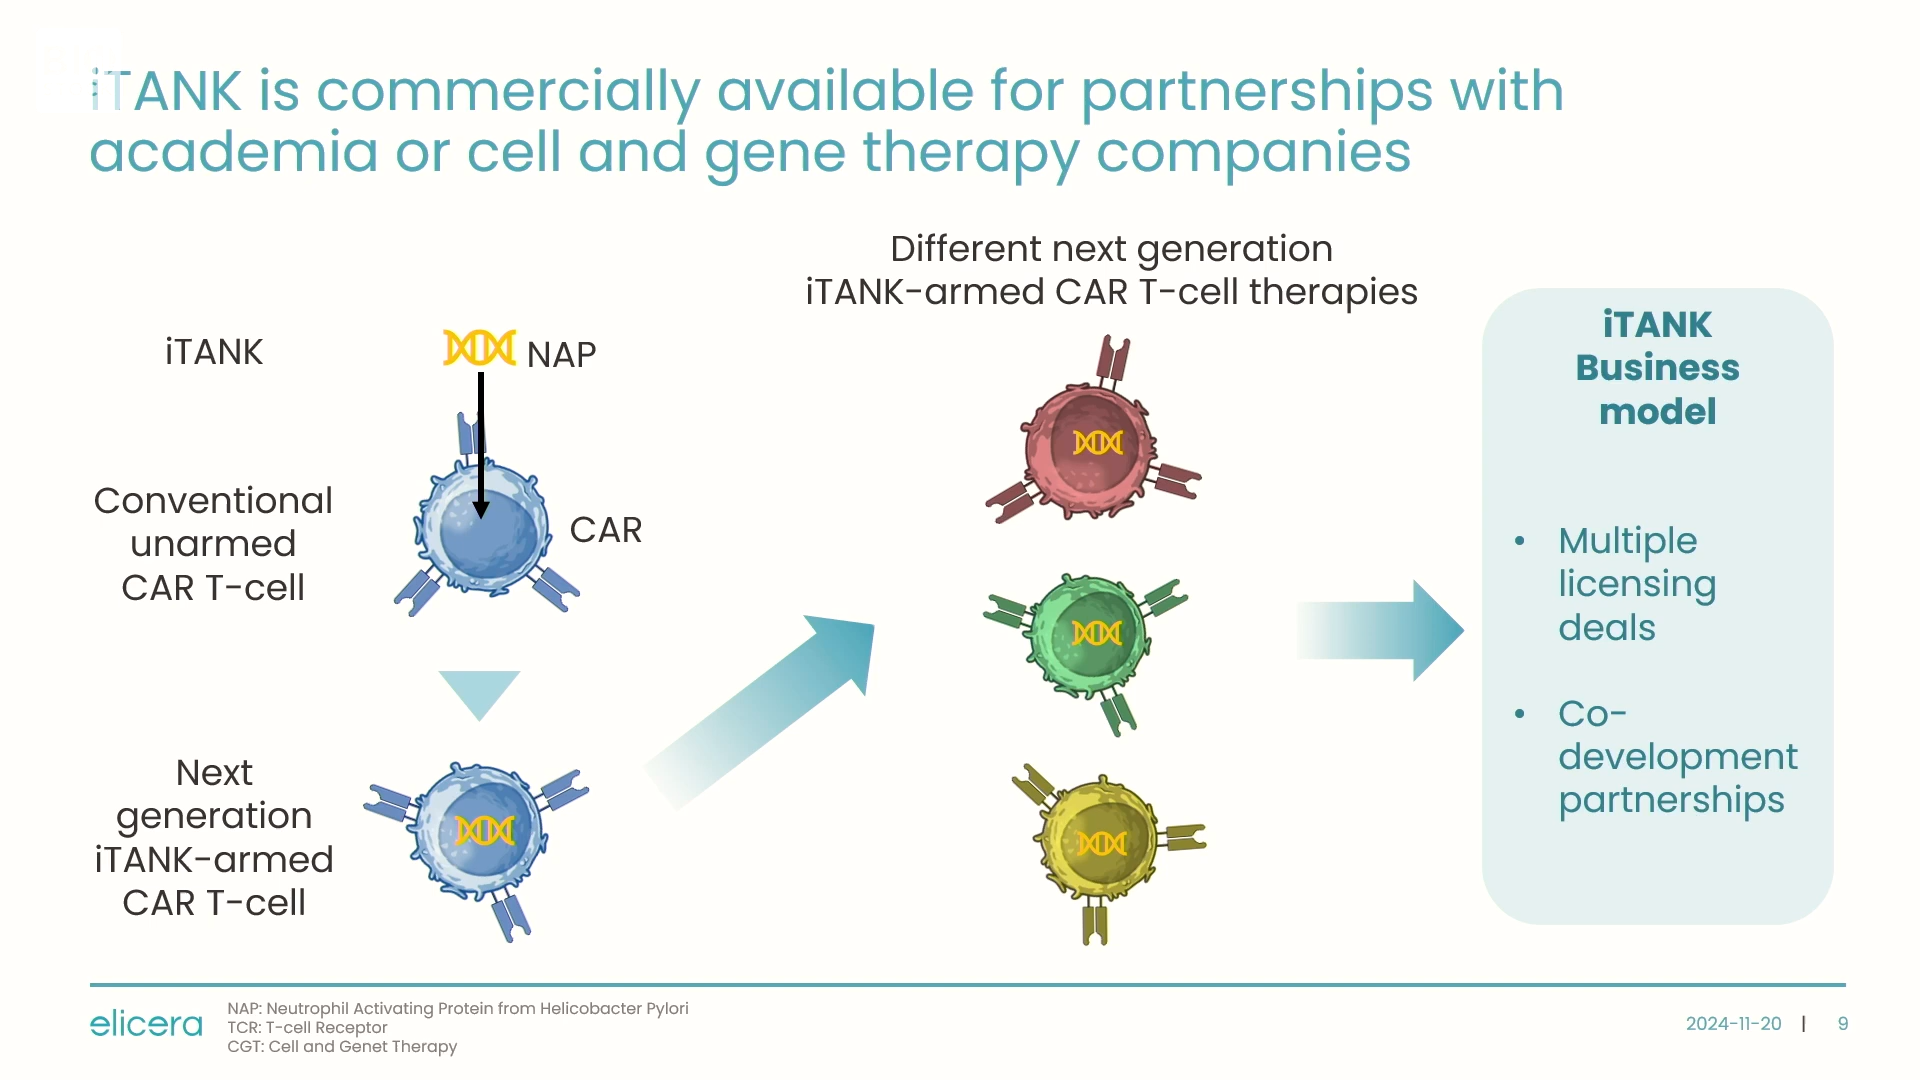 iTANK is commercially available for partnerships with
academia or cell and gene therapy companies
Different next generation
iTANK-armed CAR T-cell therapies
iTANK
NAP
Conventional
unarmed
CAR T-cell
CAR
Next
generation
iTANK-armed
CAR T-cell
iTANK
Business
model
• Multiple
licensing
deals
• Co-
development
partnerships
elicera
NAP: Neutrophil Activating Protein from Helicobacter Pylori
TCR: T-cell Receptor
CGT: Cell and Genet Therapy
2024-11-20 | 9